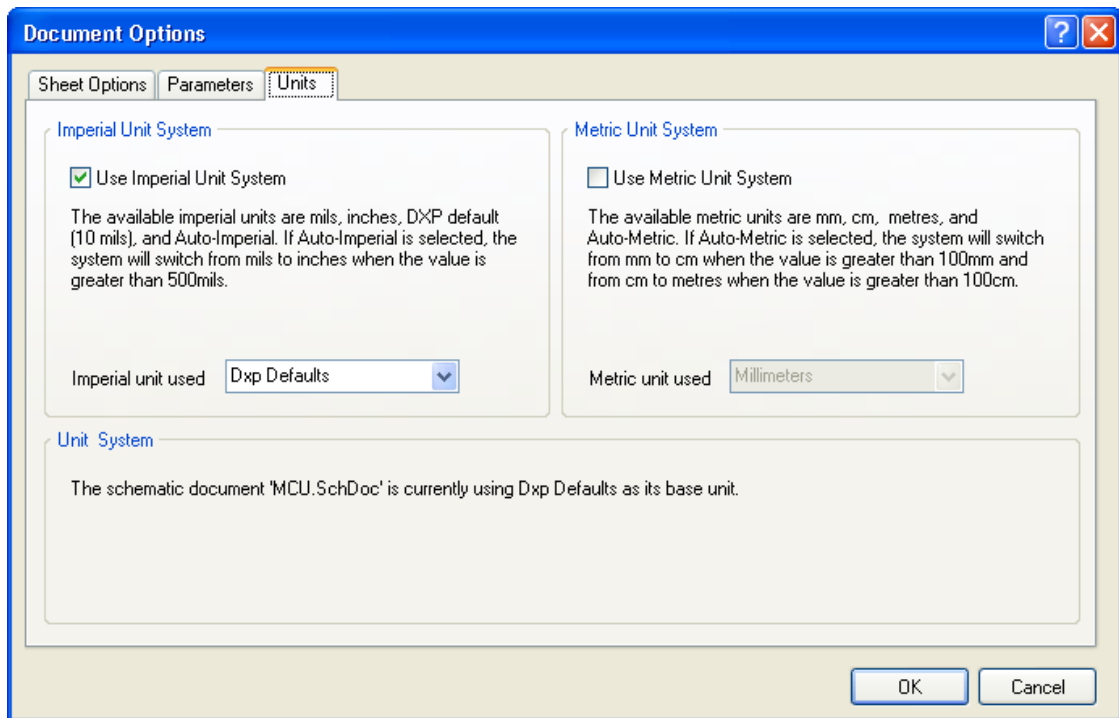 Document Options
Sheet Options Parameters Units
Imperial Unit System
Use Imperial Unit System
The available imperial units are mils, inches, DXP default
(10 mils), and Auto-Imperial. If Auto-Imperial is selected, the
system will switch from mils to inches when the value is
greater than 500mils.
Imperial unit used Dxp Defaults
Metric Unit System
Use Metric Unit System
The available metric units are mm, cm,  metres, and
Auto-Metric. If Auto-Metric is selected, the system will switch
from mm to cm when the value is greater than 100mm and
from cm to metres when the value is greater than 100cm.
Metric unit used Millimeters
Unit  System
The schematic document 'MCU.SchDoc' is currently using Dxp Defaults as its base unit.
OK Cancel